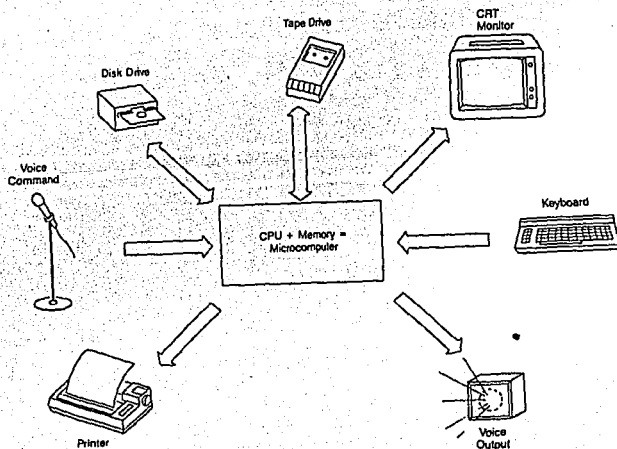 CRT
Monitor
Tape Drive
Disk Drive
Voice
Command
Keyboard
CPU + Memory =
Microcomputer
Printer
Voice
Output